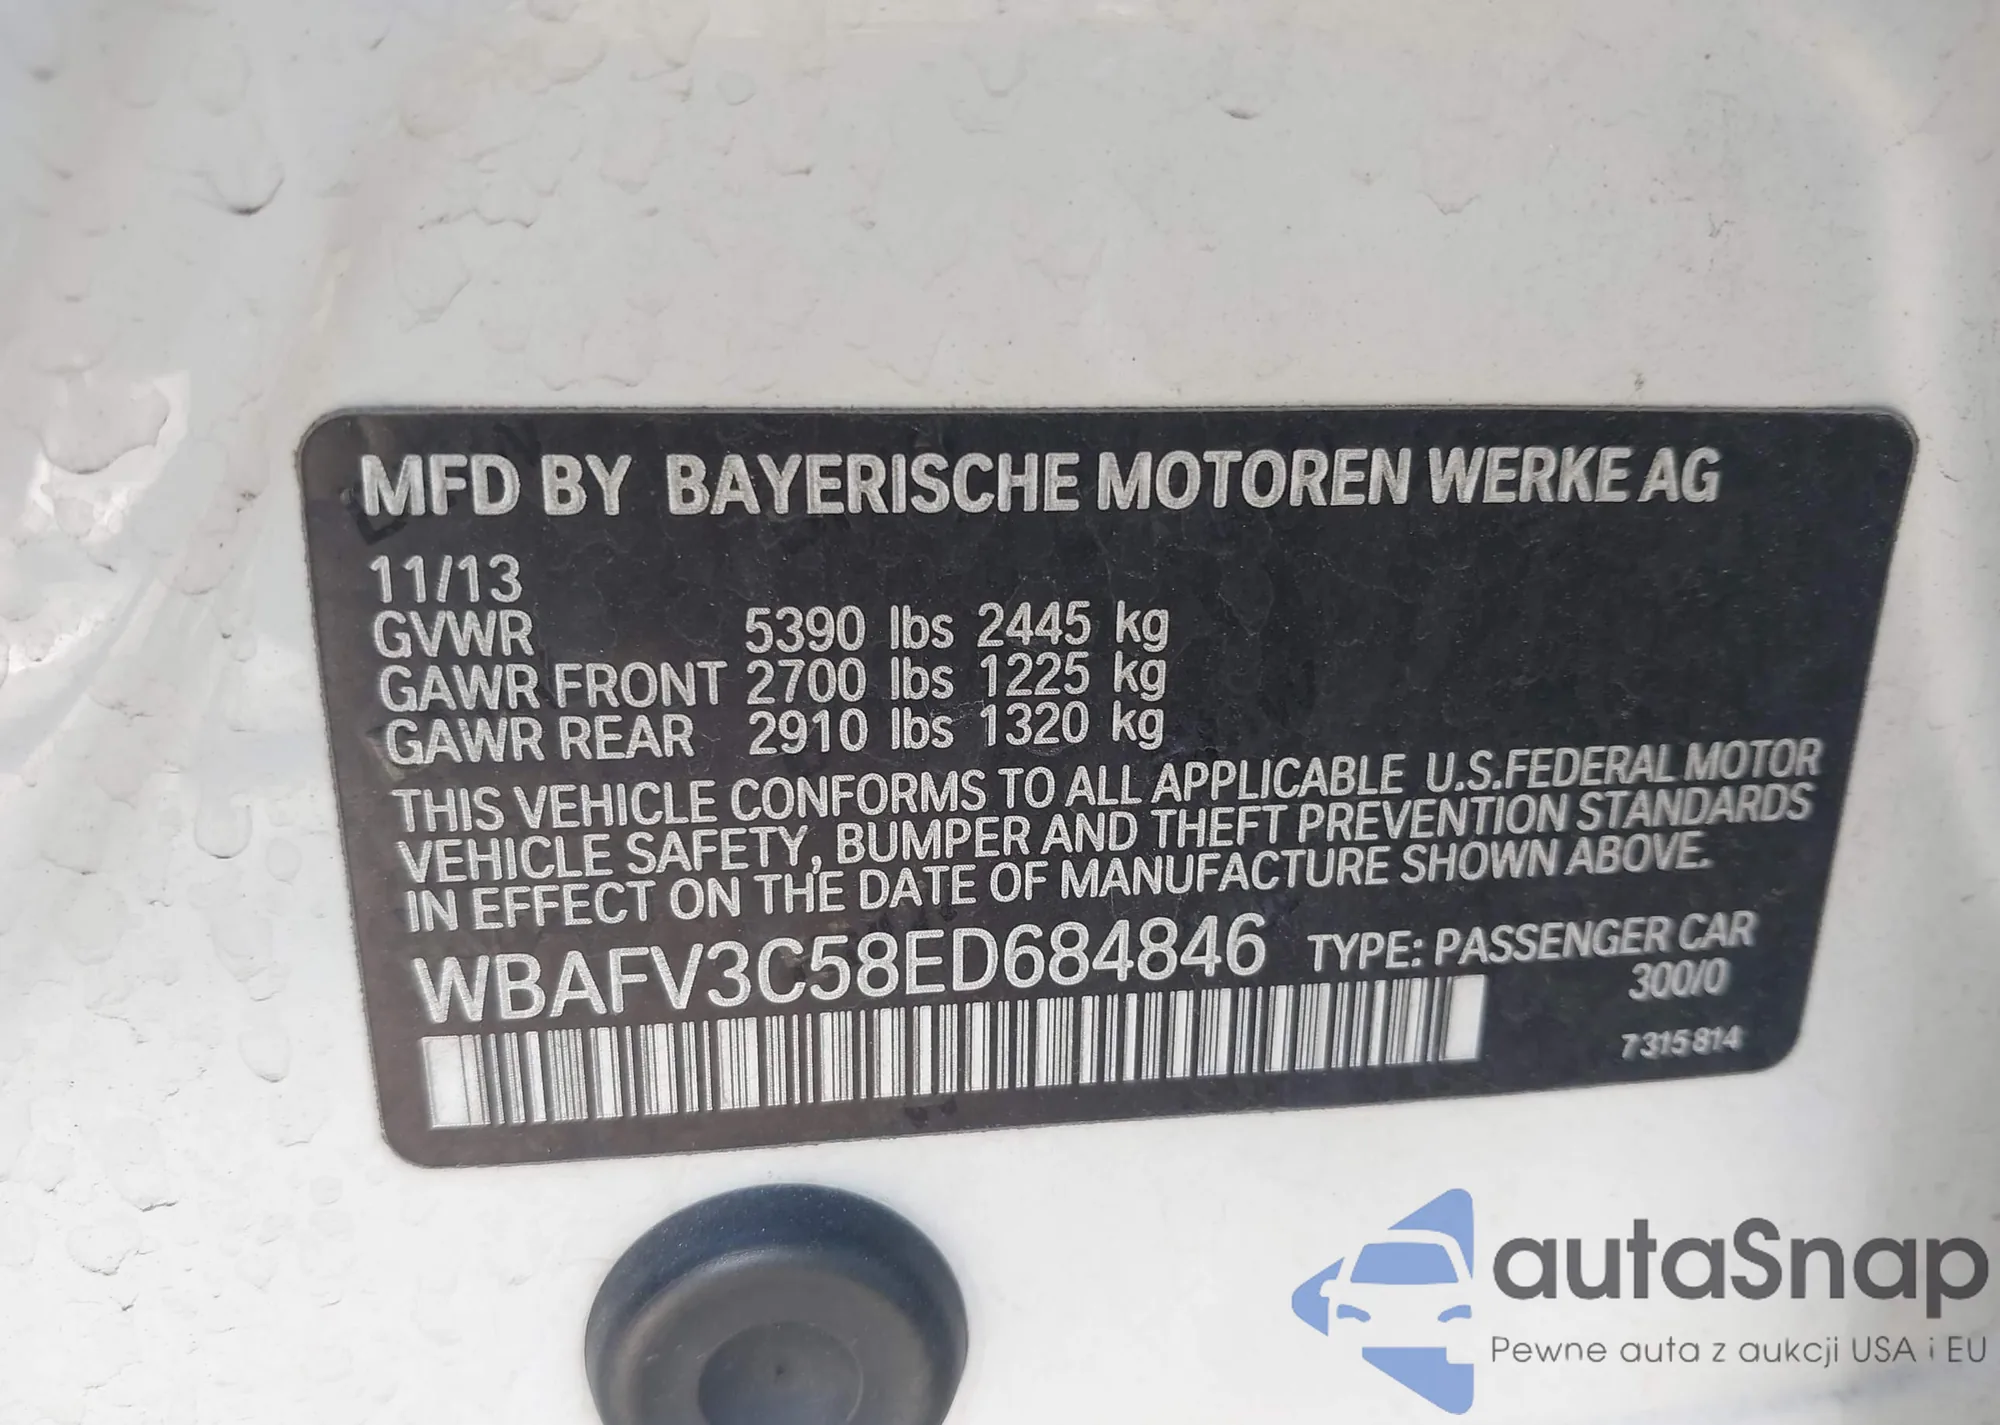 MFD BY BAYERISCHE MOTOREN WERKE AG
11/13
GVWR 5390 lbs 2445 kg
GAWR FRONT 2700 lbs 1225 kg
GAWR REAR 2910 lbs 1320 kg
THIS VEHICLE CONFORMS TO ALL APPLICABLE U.S.FEDERAL MOTOR
VEHICLE SAFETY, BUMPER AND THEFT PREVENTION STANDARDS
IN EFFECT ON THE DATE OF MANUFACTURE SHOWN ABOVE.
WBAFV3C58ED684846 TYPE: PASSENGER CAR
300/0
7315814
autaSnap
Pewne auta z aukcji USA i EU